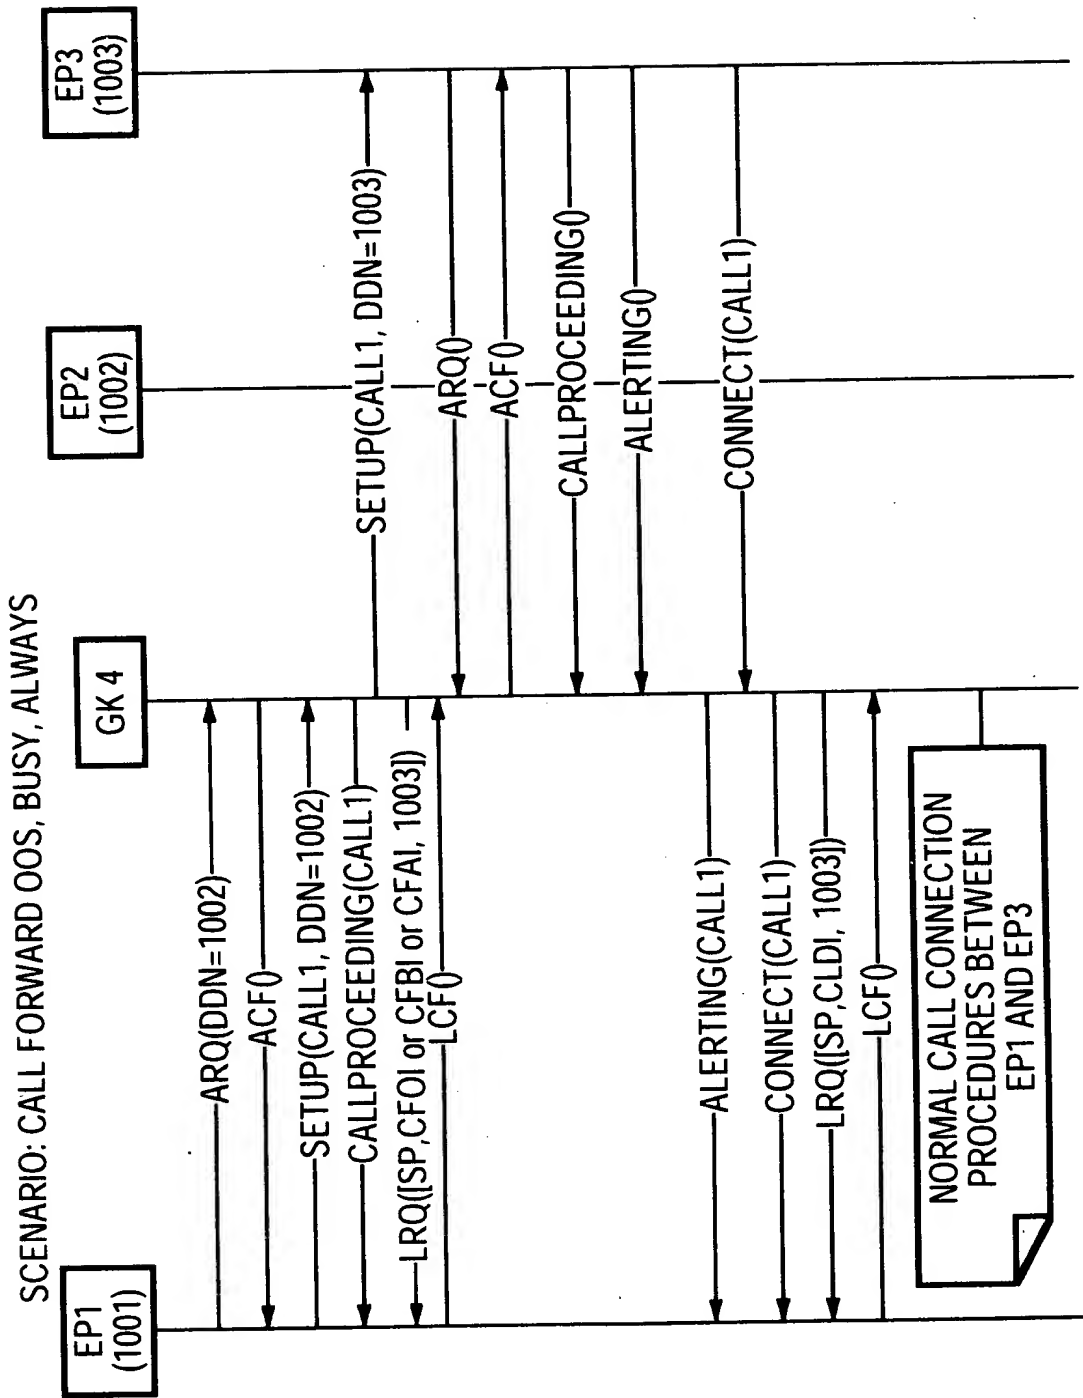 SCENARIO: CALL FORWARD OOS, BUSY, ALWAYS
EP1
(1001)
GK 4
EP2
(1002)
EP3
(1003)
ARQ(DDN=1002)
ACF()
SETUP(CALL1, DDN=1002)
CALLPROCEEDING(CALL1)
SETUP(CALL1, DDN=1003)
LRQ([SP,CFOI or CFBI or CFAI, 1003])
LCF()
ARQ()
ACF()
CALLPROCEEDING()
ALERTING()
ALERTING(CALL1)
CONNECT(CALL1)
CONNECT(CALL1)
LRQ([SP,CLDI, 1003])
LCF()
NORMAL CALL CONNECTION
PROCEDURES BETWEEN
EP1 AND EP3